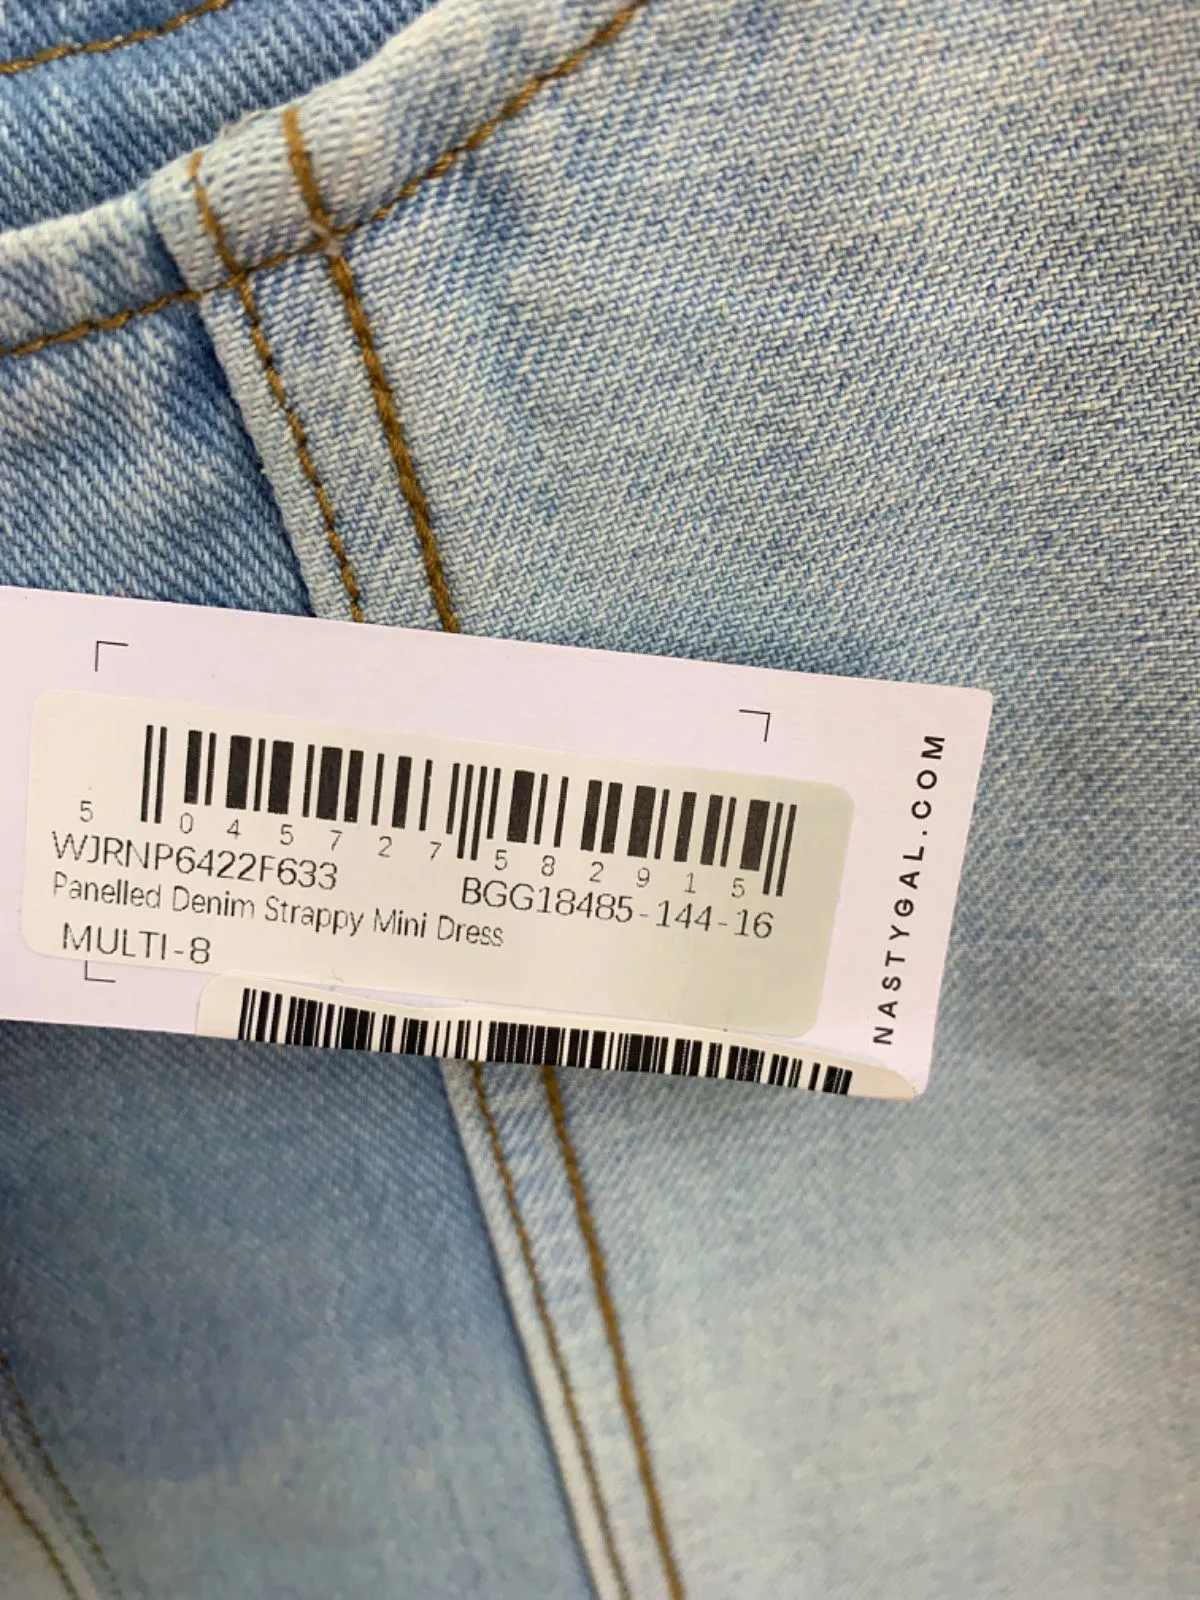 5 045727 582915
WJRNP6422F633 BGG18485-144-16
Panelled Denim Strappy Mini Dress
MULTI-8
NASTYGAL.COM